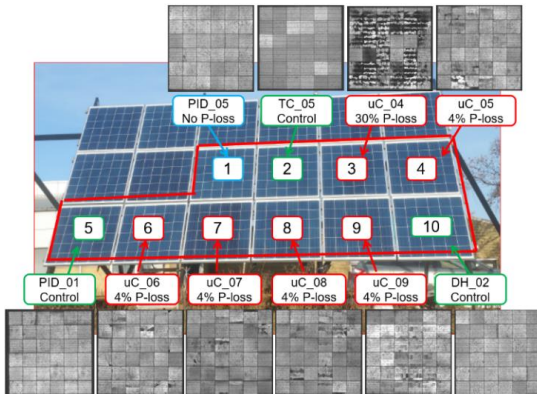 PID_05
No P-loss
TC_05
Control
uC_04
30% P-loss
uC_05
4% P-loss
1
2
3
4
5
6
7
8
9
10
PID_01
Control
uC_06
4% P-loss
uC_07
4% P-loss
uC_08
4% P-loss
uC_09
4% P-loss
DH_02
Control